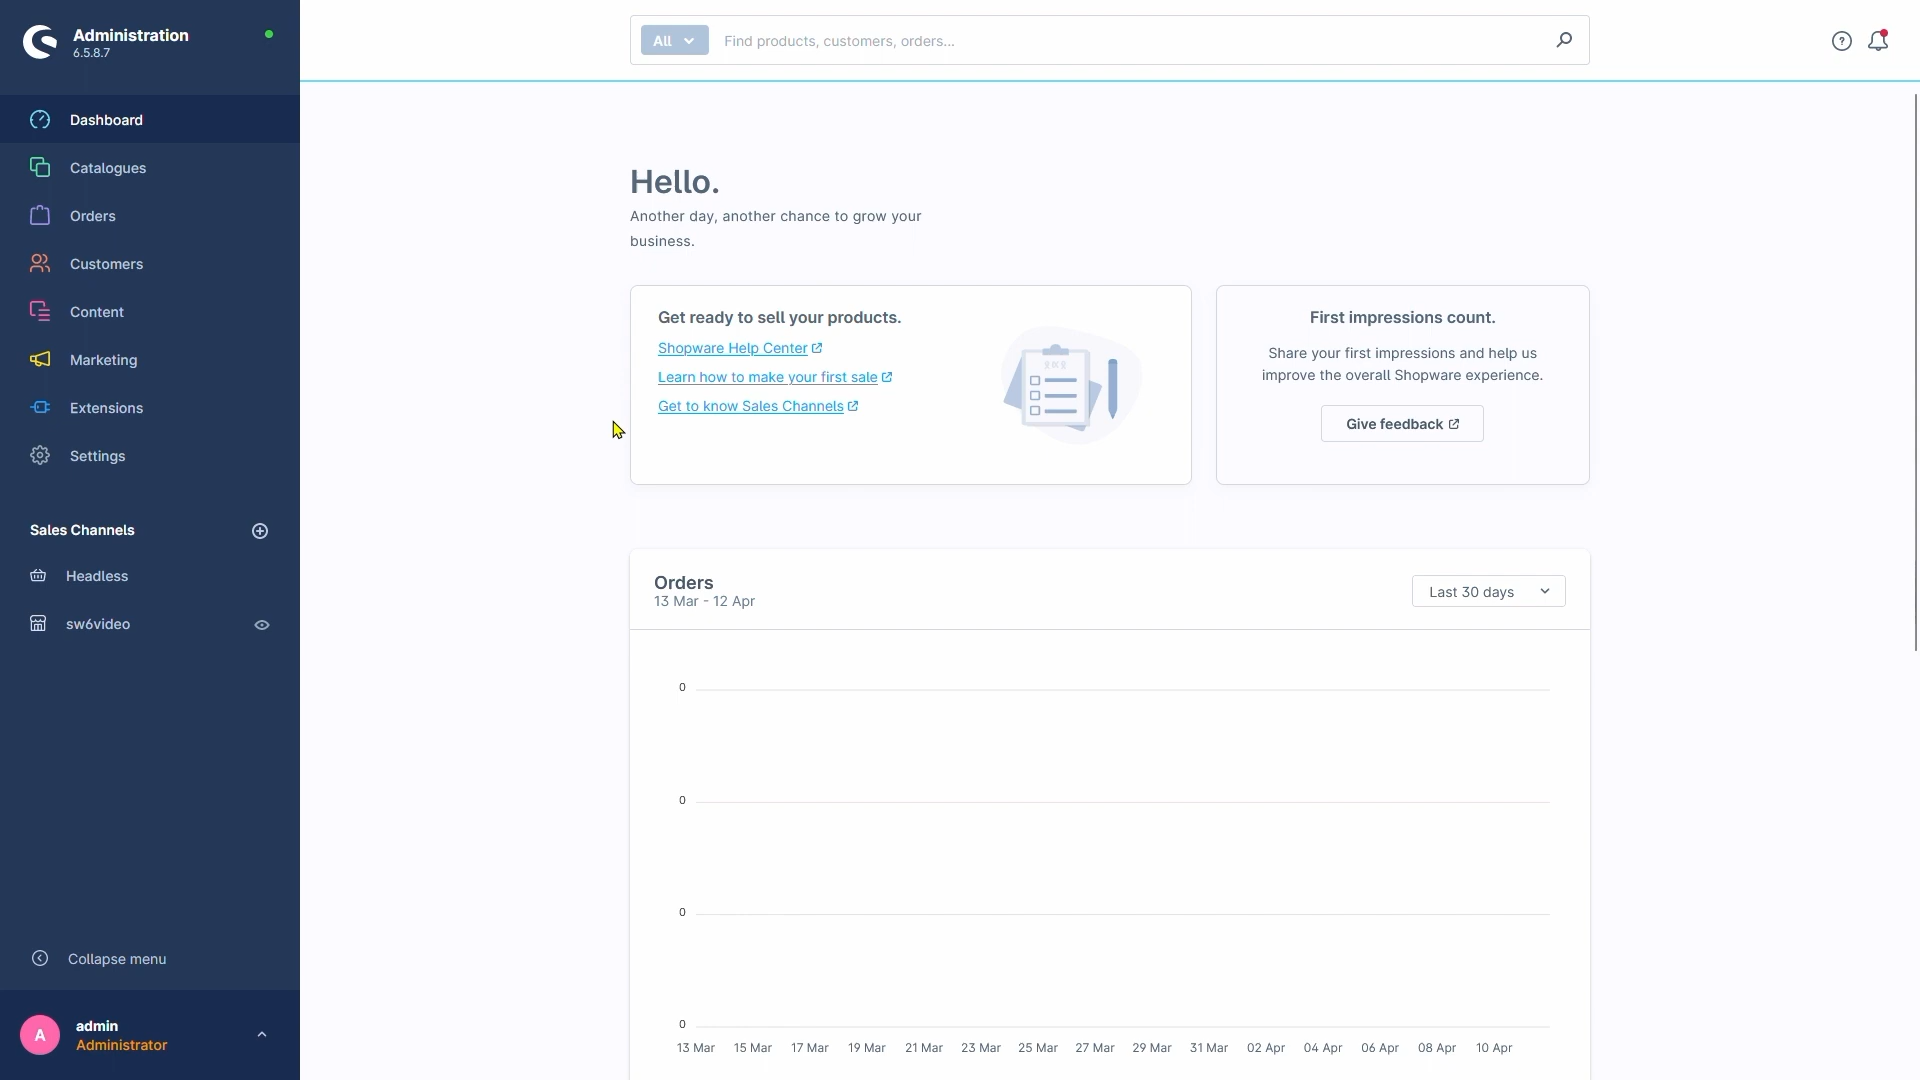 Administration
6.5.8.7
Dashboard
Catalogues
Orders
Customers
Content
Marketing
Extensions
Settings
Sales Channels
Headless
sw6video
Collapse menu
A
admin
Administrator
All
Find products, customers, orders...
Hello.
Another day, another chance to grow your
business.
Get ready to sell your products.
Shopware Help Center
Learn how to make your first sale
Get to know Sales Channels
First impressions count.
Share your first impressions and help us
improve the overall Shopware experience.
Give feedback
Orders
13 Mar - 12 Apr
Last 30 days
0
0
0
0
13 Mar 15 Mar 17 Mar 19 Mar 21 Mar 23 Mar 25 Mar 27 Mar 29 Mar 31 Mar 02 Apr 04 Apr 06 Apr 08 Apr 10 Apr